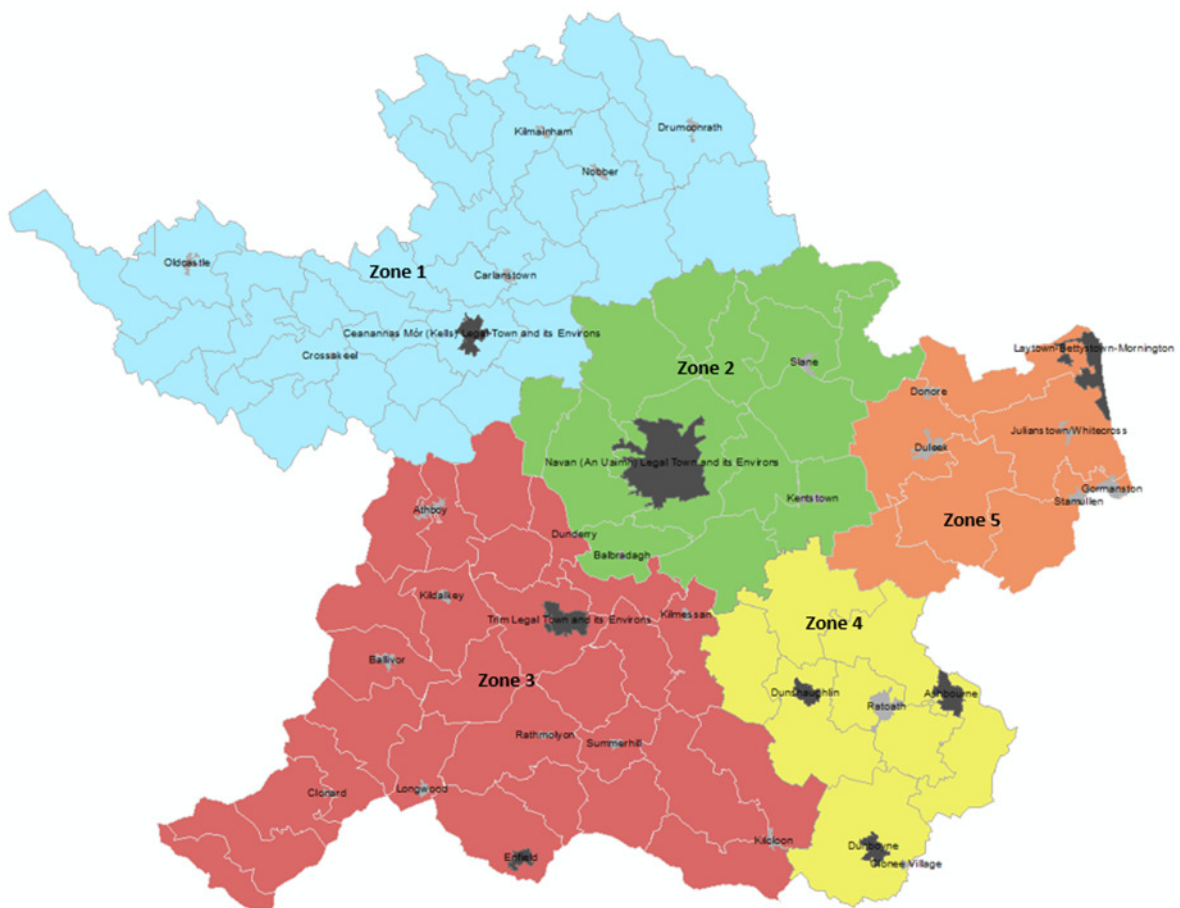 Kilmainham
Drumconrath
Nobber
Oldcastle
Zone 1
Carlanstown
Ceanannas Mór (Kells) Legal Town and its Environs
Crossakeel
Laytown-Bettystown-Mornington
Zone 2
Slane
Donore
Julianstown/Whitecross
Duleek
Navan (An Uaimh) Legal Town and its Environs
Gormanston
Kentstown
Stamullen
Athboy
Zone 5
Dunderry
Balbradagh
Kildalkey
Kilmessan
Trim Legal Town and its Environs
Zone 4
Ballivor
Zone 3
Dunshaughlin
Ashbourne
Ratoath
Rathmolyon
Summerhill
Longwood
Clonard
Kilcloon
Dunboyne
Enfield
Clonee Village